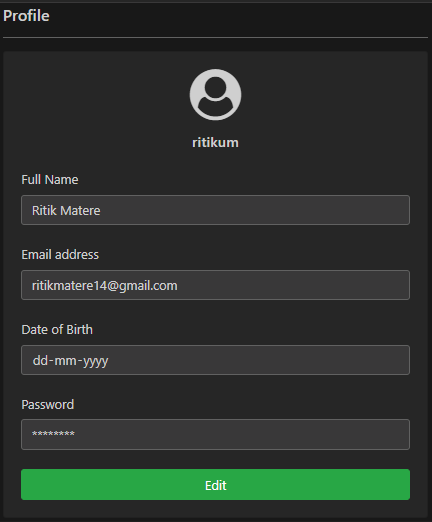 Profile
ritikum
Full Name
Ritik Matere
Email address
ritikmatere14@gmail.com
Date of Birth
dd-mm-yyyy
Password
********
Edit